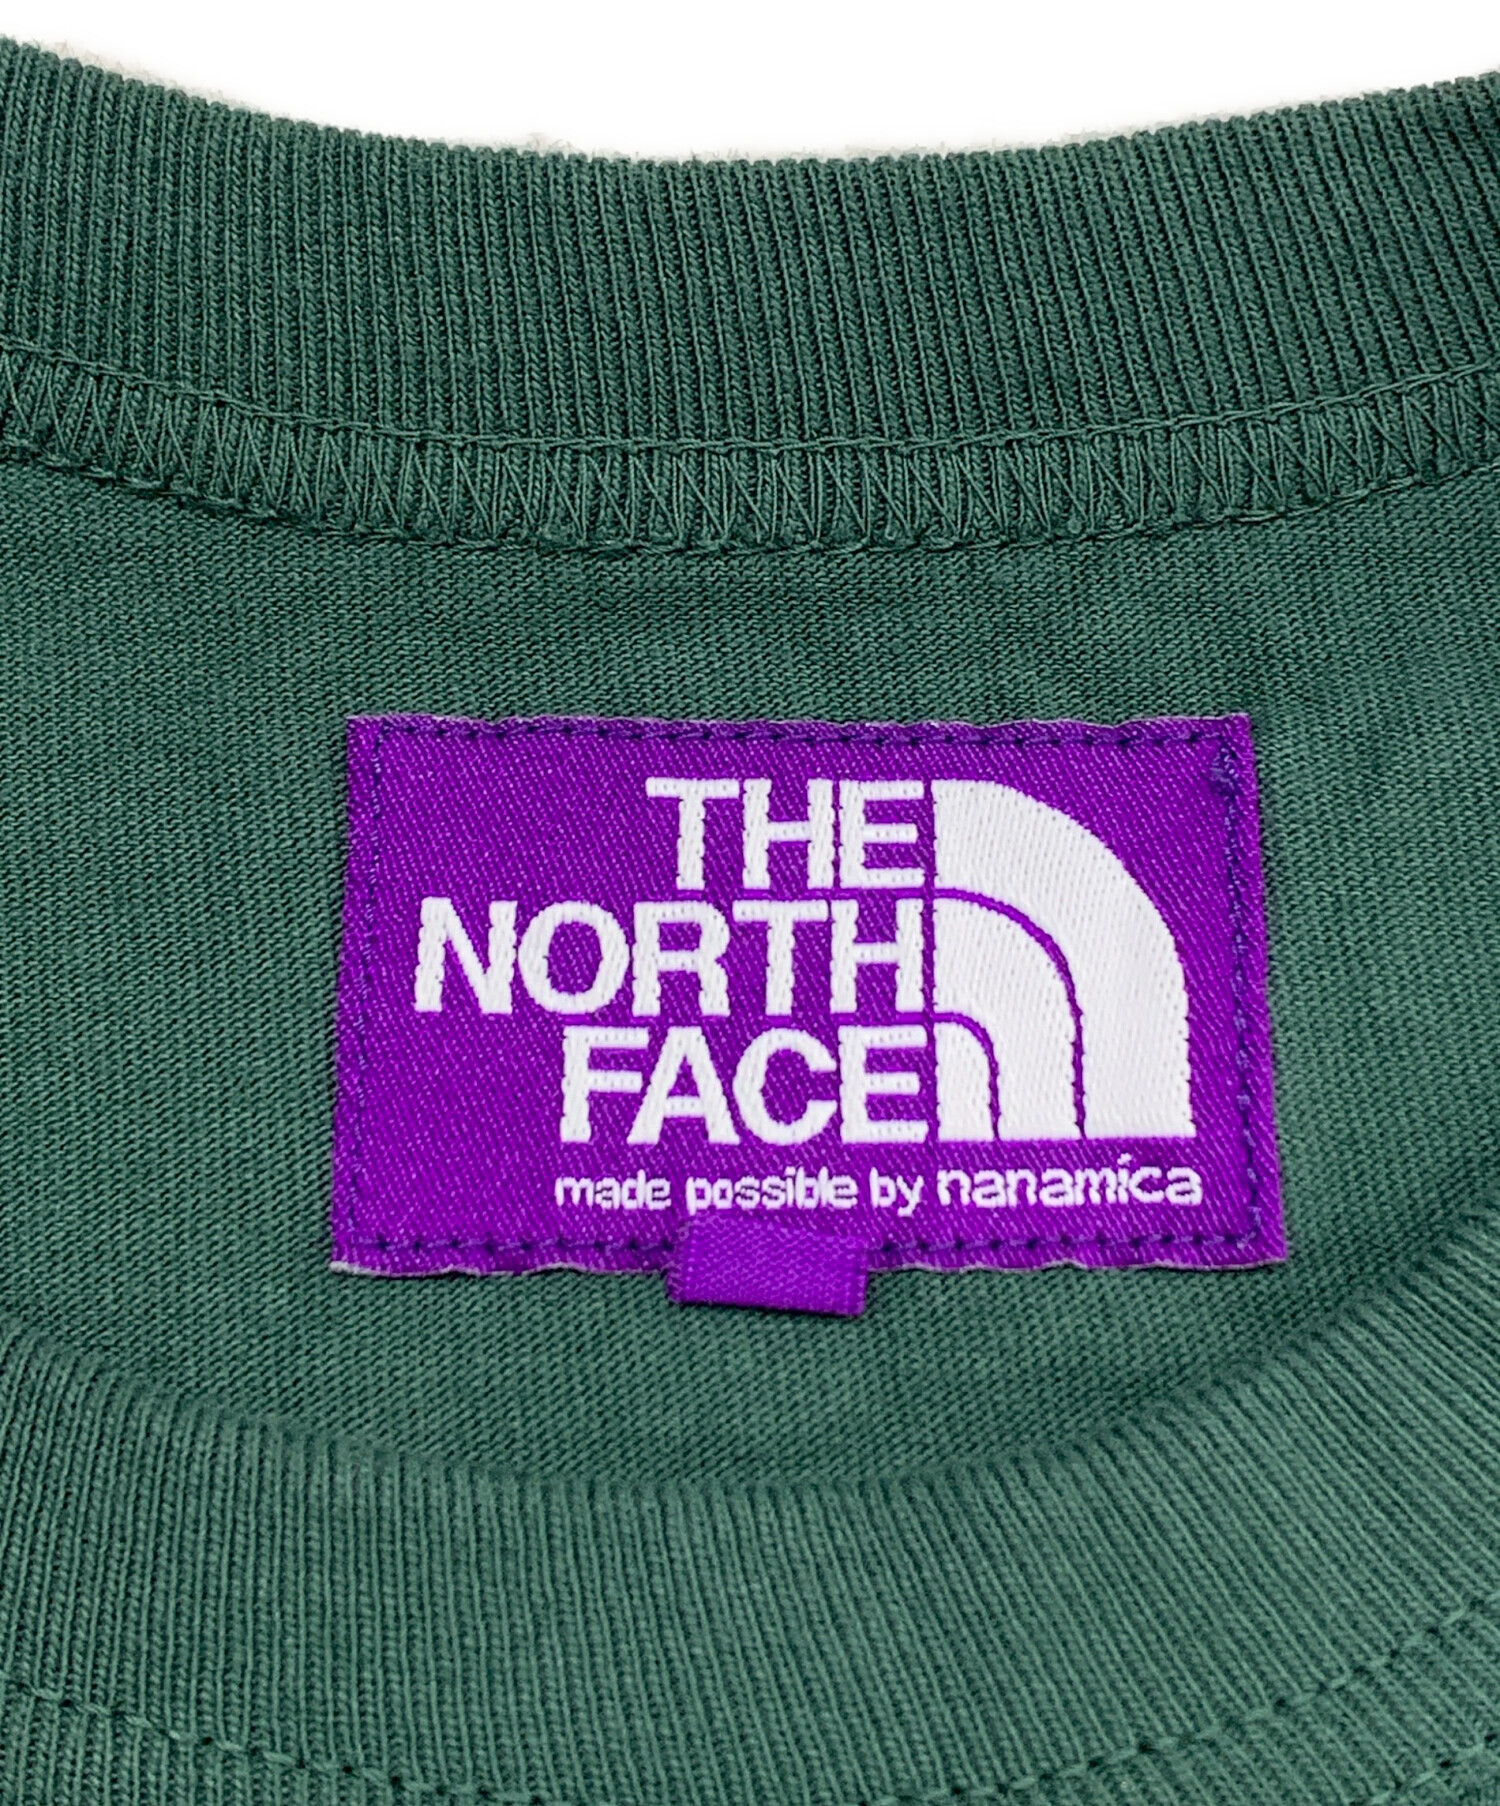 THE
NORTH
FACE
made possible by nanamica